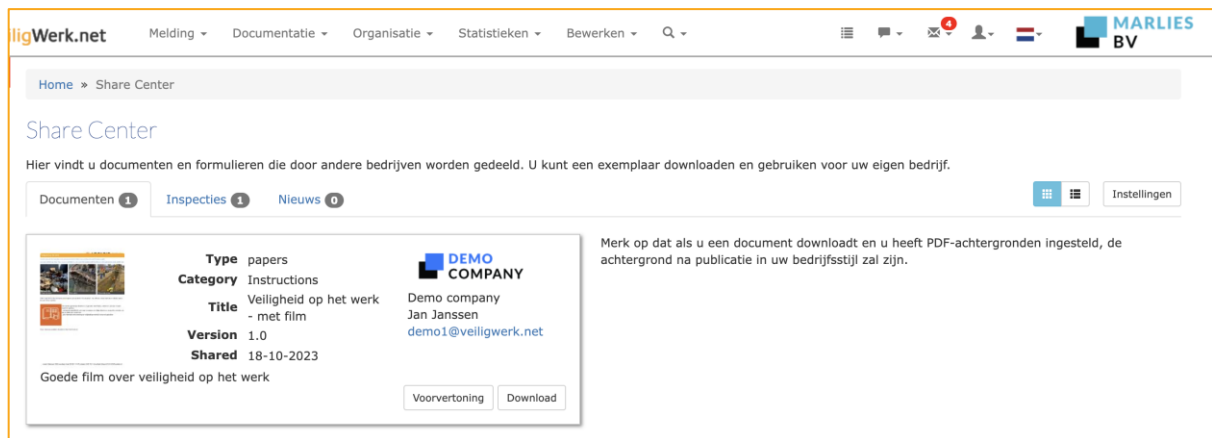 iligWerk.net Melding Documentatie Organisatie Statistieken Bewerken 4 MARLIES BV
Home » Share Center
Share Center
Hier vindt u documenten en formulieren die door andere bedrijven worden gedeeld. U kunt een exemplaar downloaden en gebruiken voor uw eigen bedrijf.
Documenten 1 Inspecties 1 Nieuws 0 Instellingen
Type papers
Category Instructions
Title Veiligheid op het werk
- met film
Version 1.0
Shared 18-10-2023
Goede film over veiligheid op het werk
DEMO
COMPANY
Demo company
Jan Janssen
demo1@veiligwerk.net
Voorvertoning Download
Merk op dat als u een document downloadt en u heeft PDF-achtergronden ingesteld, de
achtergrond na publicatie in uw bedrijfsstijl zal zijn.